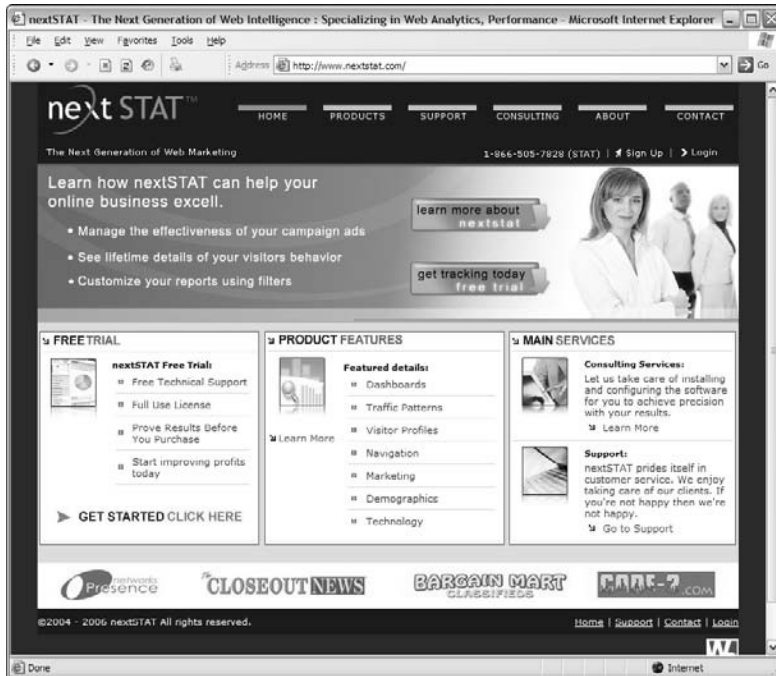 nextSTAT - The Next Generation of Web Intelligence : Specializing in Web Analytics, Performance - Microsoft Internet Explorer
File Edit View Favorites Tools Help
Address http://www.nextstat.com/ Go
next STAT™
HOME PRODUCTS SUPPORT CONSULTING ABOUT CONTACT
The Next Generation of Web Marketing
1-866-505-7828 (STAT) | Sign Up | Login
Learn how nextSTAT can help your
online business excell.
• Manage the effectiveness of your campaign ads
• See lifetime details of your visitors behavior
• Customize your reports using filters
learn more about
nextstat
get tracking today
free trial
FREETRIAL
nextSTAT Free Trial:
Free Technical Support
Full Use License
Prove Results Before
You Purchase
Start improving profits
today
GET STARTED CLICK HERE
PRODUCT FEATURES
Learn More
Featured details:
Dashboards
Traffic Patterns
Visitor Profiles
Navigation
Marketing
Demographics
Technology
MAIN SERVICES
Consulting Services:
Let us take care of installing
and configuring the software
for you to achieve precision
with your results.
Learn More
Support:
nextSTAT prides itself in
customer service. We enjoy
taking care of our clients. If
you're not happy then we're
not happy.
Go to Support
Presence networks
The CLOSEOUT NEWS
BARGAIN MART
CLASSIFIEDS
CODE-2.COM
©2004 - 2006 nextSTAT All rights reserved.
Home | Support | Contact | Login
Done Internet